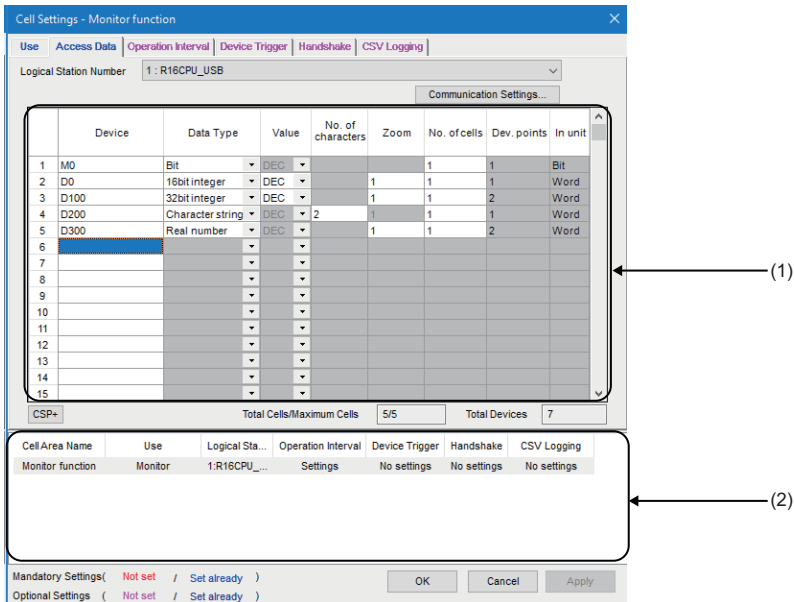 Cell Settings - Monitor function
Use Access Data Operation Interval Device Trigger Handshake CSV Logging
Logical Station Number 1 : R16CPU_USB
Communication Settings...
Device Data Type Value No. of characters Zoom No. of cells Dev. points In unit
1 M0 Bit DEC 1 1 Bit
2 D0 16bit integer DEC 1 1 1 Word
3 D100 32bit integer DEC 1 1 2 Word
4 D200 Character string DEC 2 1 1 1 Word
5 D300 Real number DEC 1 1 2 Word
6
7
8
9
10
11
12
13
14
15
(1)
CSP+ Total Cells/Maximum Cells 5/5 Total Devices 7
Cell Area Name Use Logical Sta... Operation Interval Device Trigger Handshake CSV Logging
Monitor function Monitor 1:R16CPU_... Settings No settings No settings No settings
(2)
Mandatory Settings( Not set / Set already )
Optional Settings ( Not set / Set already )
OK Cancel Apply